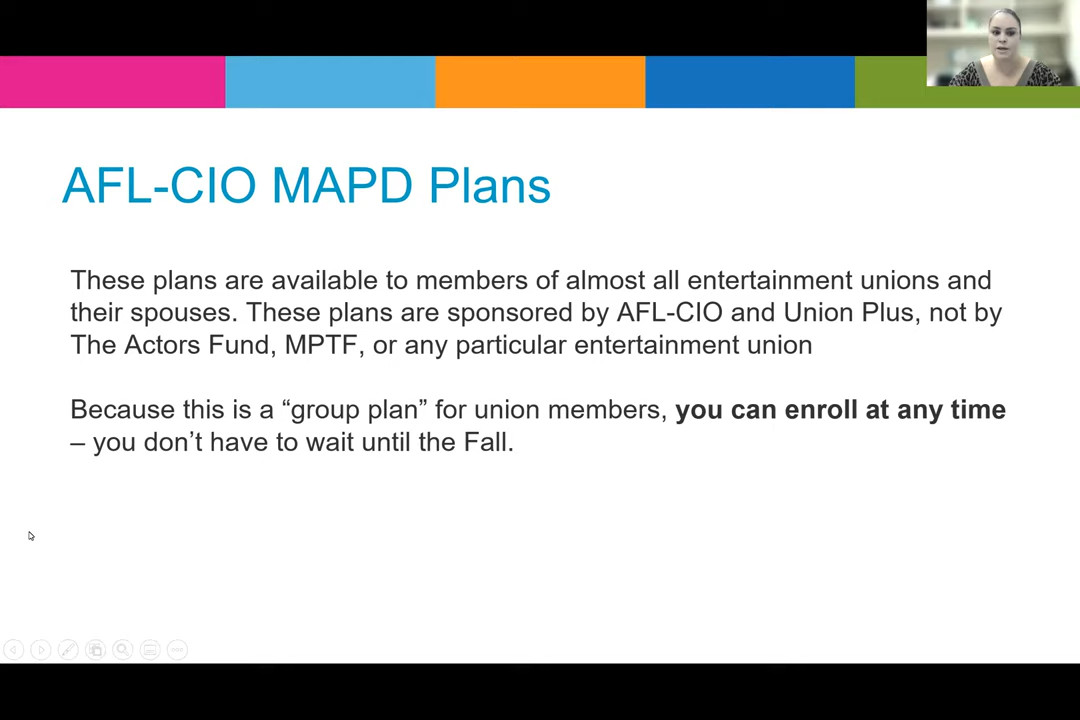 AFL-CIO MAPD Plans
These plans are available to members of almost all entertainment unions and
their spouses. These plans are sponsored by AFL-CIO and Union Plus, not by
The Actors Fund, MPTF, or any particular entertainment union
Because this is a “group plan” for union members, you can enroll at any time
– you don’t have to wait until the Fall.